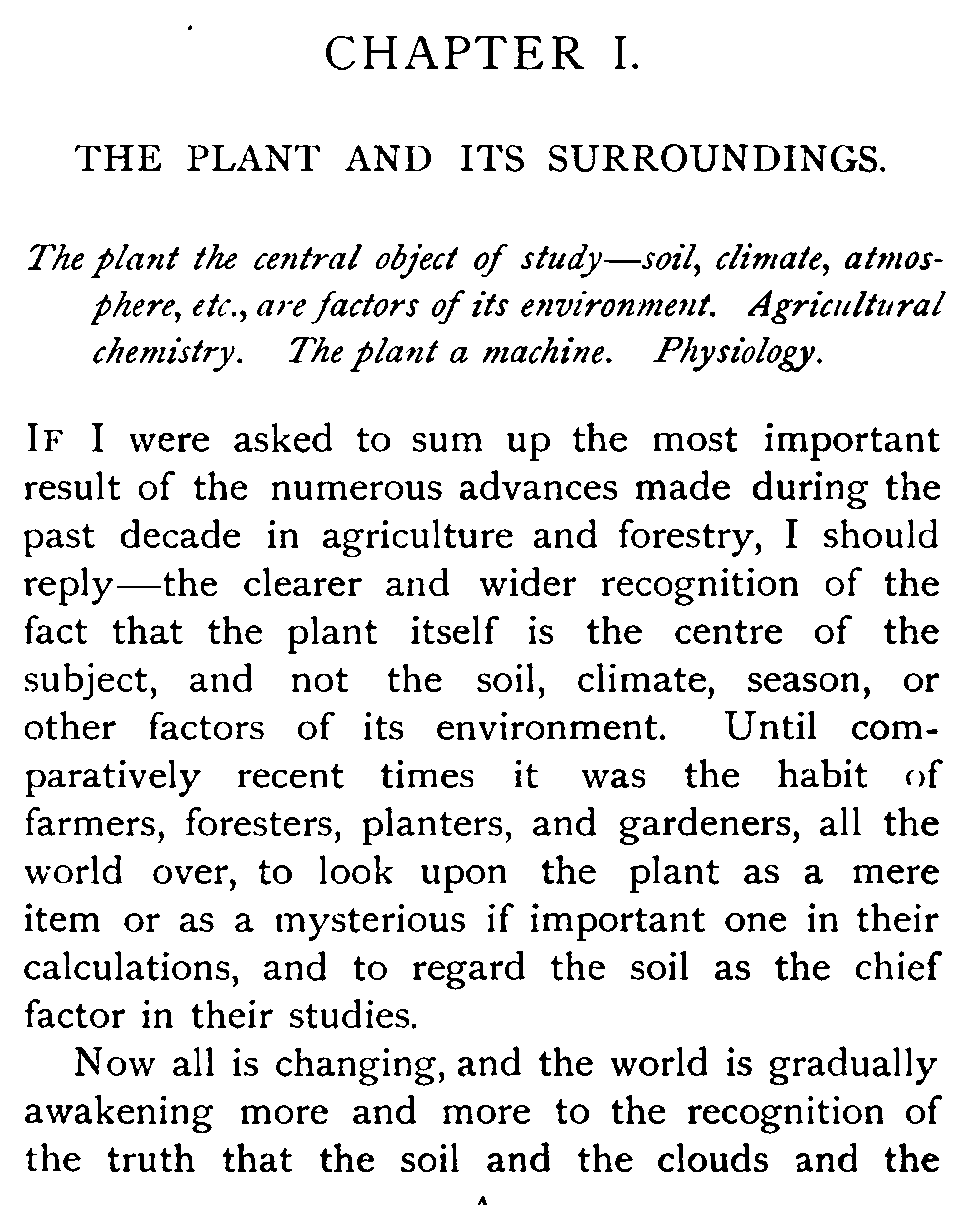 CHAPTER I.
THE PLANT AND ITS SURROUNDINGS.
The plant the central object of study—soil, climate, atmos-
phere, etc., are factors of its environment. Agricultural
chemistry. The plant a machine. Physiology.
IF I were asked to sum up the most important
result of the numerous advances made during the
past decade in agriculture and forestry, I should
reply—the clearer and wider recognition of the
fact that the plant itself is the centre of the
subject, and not the soil, climate, season, or
other factors of its environment. Until com-
paratively recent times it was the habit of
farmers, foresters, planters, and gardeners, all the
world over, to look upon the plant as a mere
item or as a mysterious if important one in their
calculations, and to regard the soil as the chief
factor in their studies.
Now all is changing, and the world is gradually
awakening more and more to the recognition of
the truth that the soil and the clouds and the